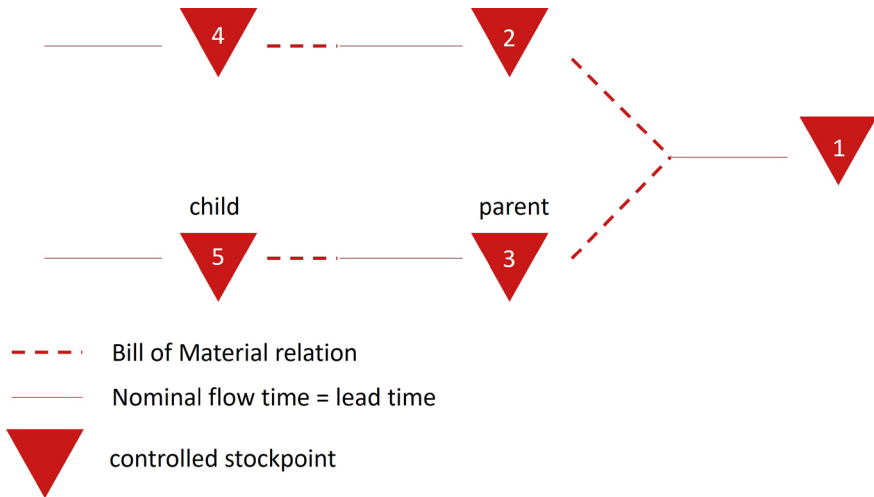 4
2
1
child
parent
5
3
Bill of Material relation
Nominal flow time = lead time
controlled stockpoint